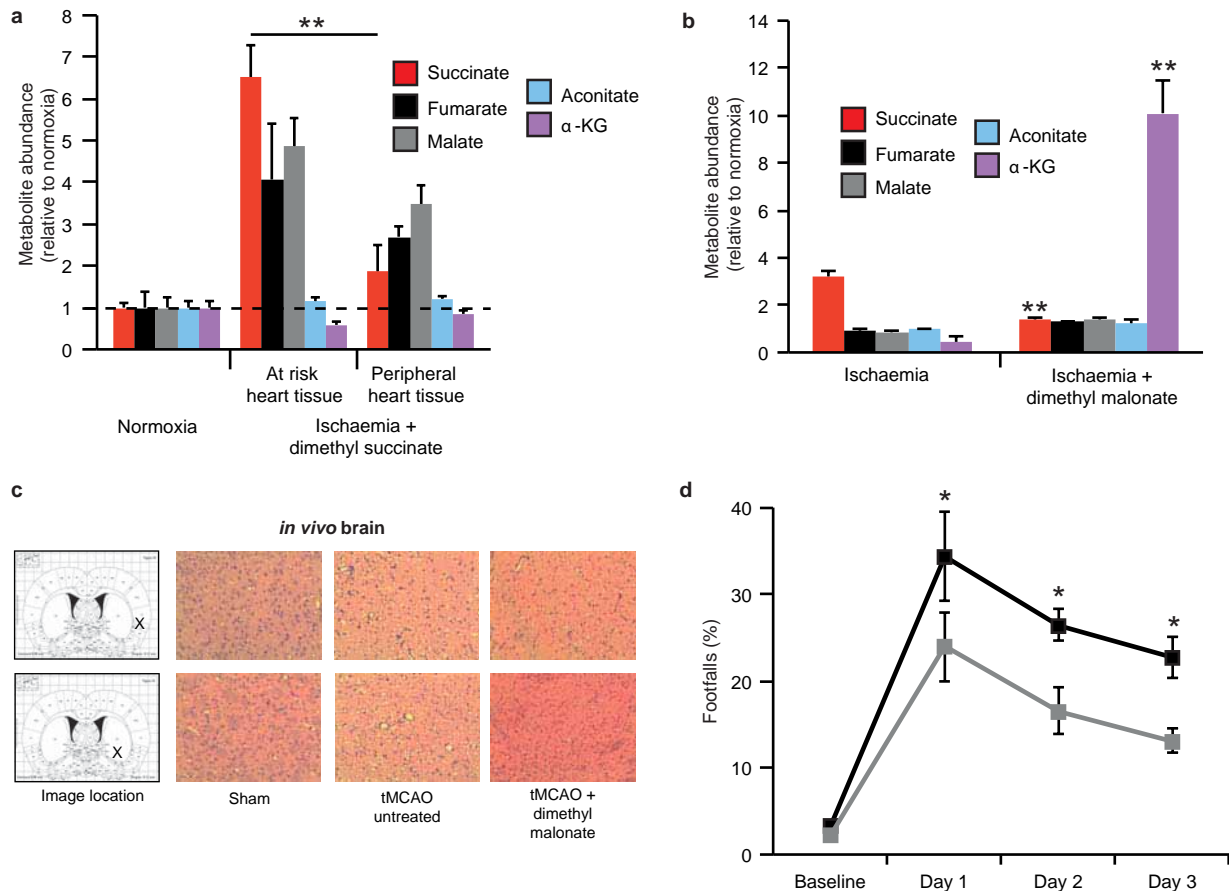 a
8
7
6
5
4
3
2
1
0
Metabolite abundance
(relative to normoxia)
**
Succinate
Fumarate
Malate
Aconitate
α-KG
At risk
heart tissue
Peripheral
heart tissue
Normoxia
Ischaemia +
dimethyl succinate
b
14
12
10
8
6
4
2
0
Metabolite abundance
(relative to normoxia)
Succinate
Fumarate
Malate
Aconitate
α-KG
**
**
Ischaemia
Ischaemia +
dimethyl malonate
c
in vivo brain
X
X
Image location
Sham
tMCAO
untreated
tMCAO +
dimethyl
malonate
d
40
30
20
10
0
Footfalls (%)
*
*
*
Baseline
Day 1
Day 2
Day 3